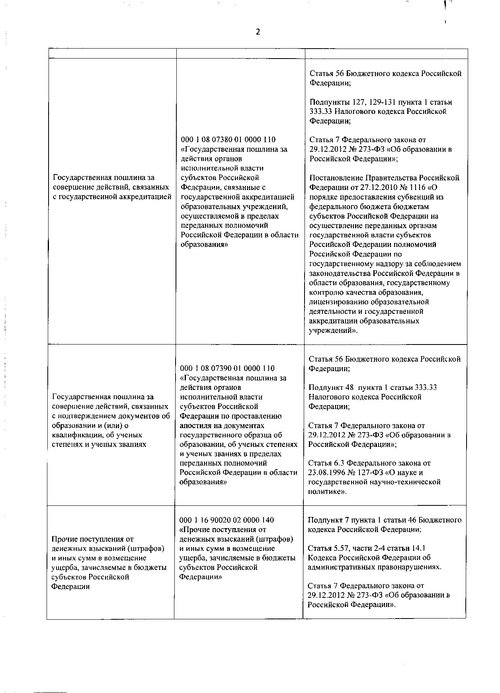 2
Государственная пошлина за
совершение действий, связанных
с государственной аккредитацией
000 1 08 07380 01 0000 110
«Государственная пошлина за
действия органов
исполнительной власти
субъектов Российской
Федерации, связанные с
государственной аккредитацией
образовательных учреждений,
осуществляемой в пределах
переданных полномочий
Российской Федерации в области
образования»
Статья 56 Бюджетного кодекса Российской
Федерации;
Подпункты 127, 129-131 пункта 1 статьи
333.33 Налогового кодекса Российской
Федерации;
Статья 7 Федерального закона от
29.12.2012 № 273-ФЗ «Об образовании в
Российской Федерации»;
Постановление Правительства Российской
Федерации от 27.12.2010 № 1116 «О
порядке предоставления субвенций из
федерального бюджета бюджетам
субъектов Российской Федерации на
осуществление переданных органам
государственной власти субъектов
Российской Федерации полномочий
Российской Федерации по
государственному надзору за соблюдением
законодательства Российской Федерации в
области образования, государственному
контролю качества образования,
лицензированию образовательной
деятельности и государственной
аккредитации образовательных
учреждений».
Государственная пошлина за
совершение действий, связанных
с подтверждением документов об
образовании и (или) о
квалификации, об ученых
степенях и ученых званиях
000 1 08 07390 01 0000 110
«Государственная пошлина за
действия органов
исполнительной власти
субъектов Российской
Федерации по проставлению
апостиля на документах
государственного образца об
образовании, об ученых степенях
и ученых званиях в пределах
переданных полномочий
Российской Федерации в области
образования»
Статья 56 Бюджетного кодекса Российской
Федерации;
Подпункт 48 пункта 1 статьи 333.33
Налогового кодекса Российской
Федерации;
Статья 7 Федерального закона от
29.12.2012 № 273-ФЗ «Об образовании в
Российской Федерации»;
Статья 6.3 Федерального закона от
23.08.1996 № 127-ФЗ «О науке и
государственной научно-технической
политике».
Прочие поступления от
денежных взысканий (штрафов)
и иных сумм в возмещение
ущерба, зачисляемые в бюджеты
субъектов Российской
Федерации
000 1 16 90020 02 0000 140
«Прочие поступления от
денежных взысканий (штрафов)
и иных сумм в возмещение
ущерба, зачисляемые в бюджеты
субъектов Российской
Федерации»
Подпункт 7 пункта 1 статьи 46 Бюджетного
кодекса Российской Федерации;
Статья 5.57, части 2-4 статьи 14.1
Кодекса Российской Федерации об
административных правонарушениях.
Статья 7 Федерального закона от
29.12.2012 № 273-ФЗ «Об образовании в
Российской Федерации».